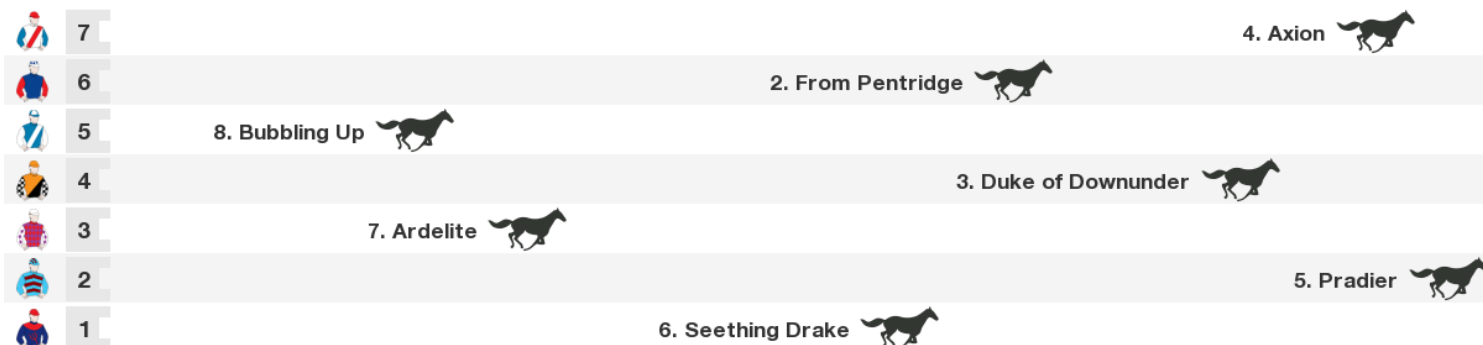 7 4. Axion
6 2. From Pentridge
5 8. Bubbling Up
4 3. Duke of Downunder
3 7. Ardelite
2 5. Pradier
1 6. Seething Drake